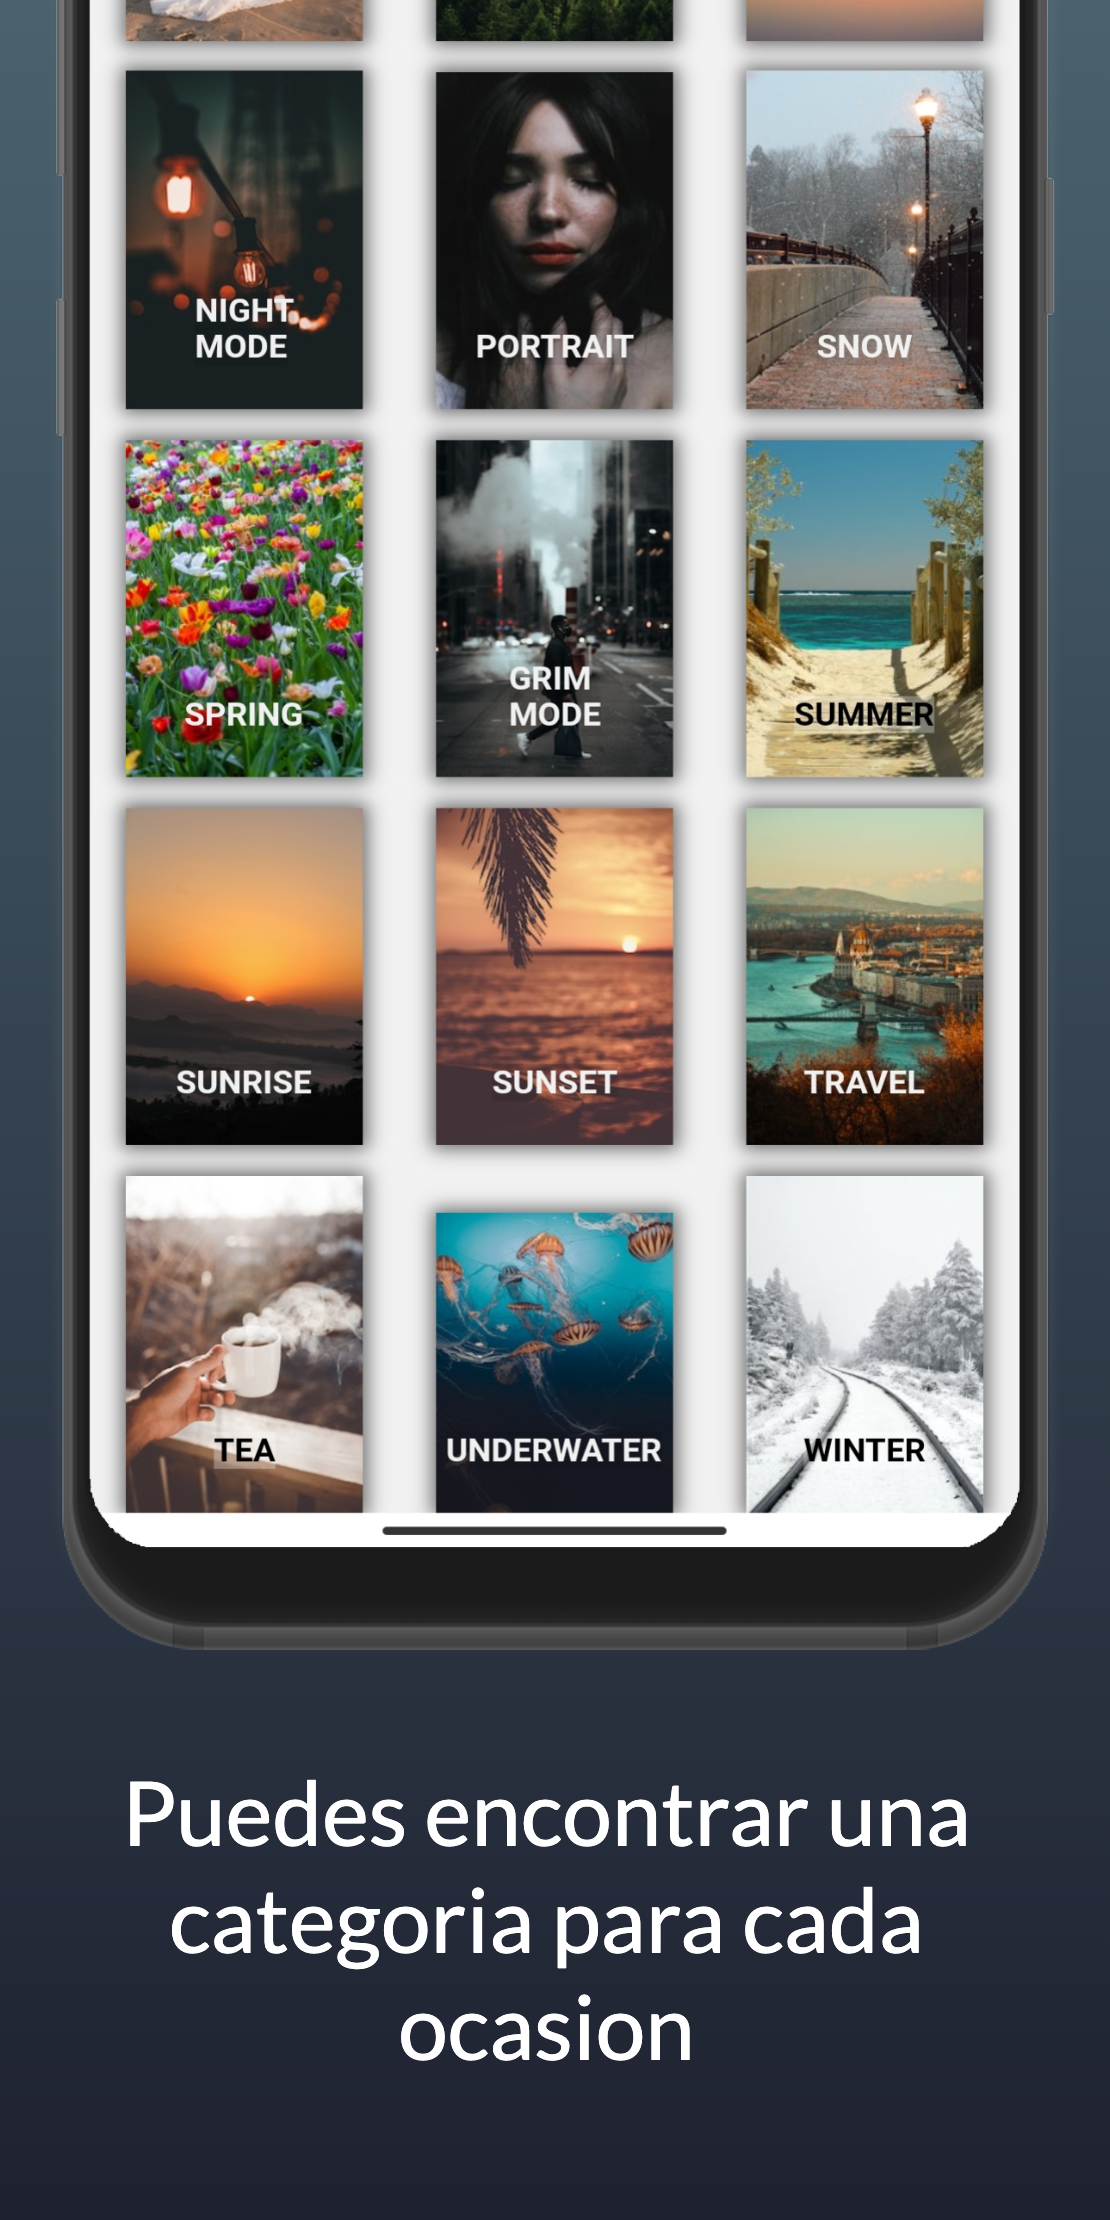 NIGHT
MODE
PORTRAIT
SNOW
SPRING
GRIM
MODE
SUMMER
SUNRISE
SUNSET
TRAVEL
TEA
UNDERWATER
WINTER
Puedes encontrar una
categoria para cada
ocasion